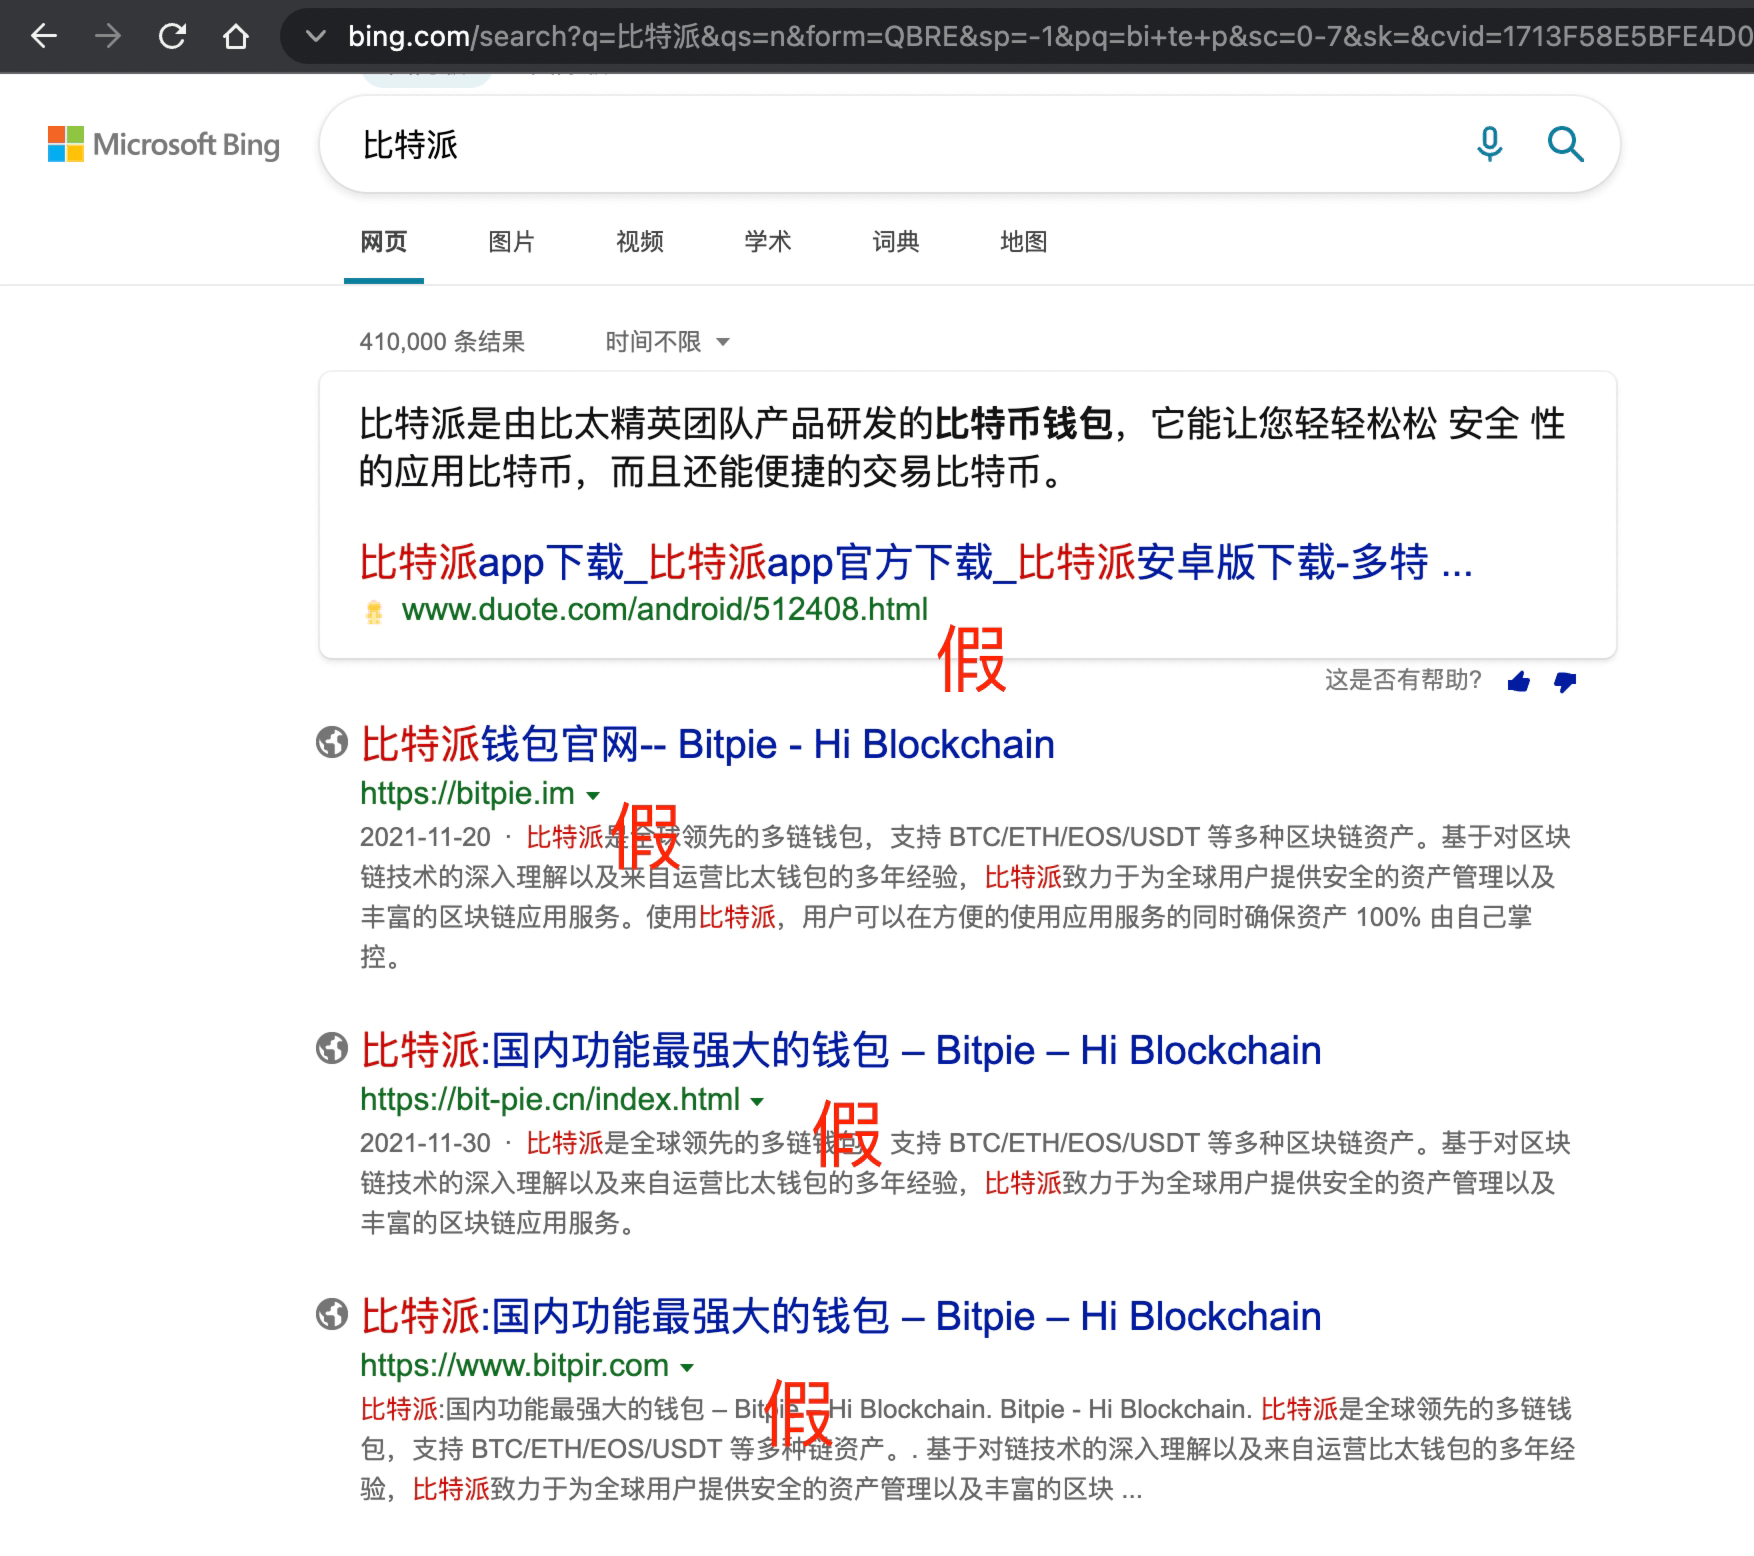 bing.com/search?q=比特派&qs=n&form=QBRE&sp=-1&pq=bi+te+p&sc=0-7&sk=&cvid=1713F58E5BFE4D0
Microsoft Bing
比特派
网页 图片 视频 学术 词典 地图
410,000 条结果 时间不限
比特派是由比太精英团队产品研发的比特币钱包，它能让您轻轻松松 安全 性
的应用比特币，而且还能便捷的交易比特币。
比特派app下载_比特派app官方下载_比特派安卓版下载-多特 ...
www.duote.com/android/512408.html
假
这是否有帮助?
比特派钱包官网-- Bitpie - Hi Blockchain
https://bitpie.im
假
2021-11-20 · 比特派是全球领先的多链钱包，支持 BTC/ETH/EOS/USDT 等多种区块链资产。基于对区块
链技术的深入理解以及来自运营比太钱包的多年经验，比特派致力于为全球用户提供安全的资产管理以及
丰富的区块链应用服务。使用比特派，用户可以在方便的使用应用服务的同时确保资产 100% 由自己掌
控。
比特派:国内功能最强大的钱包 – Bitpie – Hi Blockchain
https://bit-pie.cn/index.html
假
2021-11-30 · 比特派是全球领先的多链钱包，支持 BTC/ETH/EOS/USDT 等多种区块链资产。基于对区块
链技术的深入理解以及来自运营比太钱包的多年经验，比特派致力于为全球用户提供安全的资产管理以及
丰富的区块链应用服务。
比特派:国内功能最强大的钱包 – Bitpie – Hi Blockchain
https://www.bitpir.com
假
比特派:国内功能最强大的钱包 – Bitpie - Hi Blockchain. Bitpie - Hi Blockchain. 比特派是全球领先的多链钱
包，支持 BTC/ETH/EOS/USDT 等多种链资产。. 基于对链技术的深入理解以及来自运营比太钱包的多年经
验，比特派致力于为全球用户提供安全的资产管理以及丰富的区块 ...